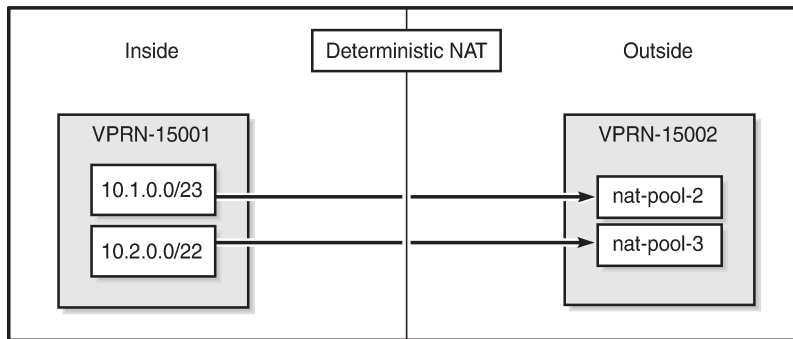 Inside
Deterministic NAT
Outside
VPRN-15001
VPRN-15002
10.1.0.0/23
nat-pool-2
10.2.0.0/22
nat-pool-3